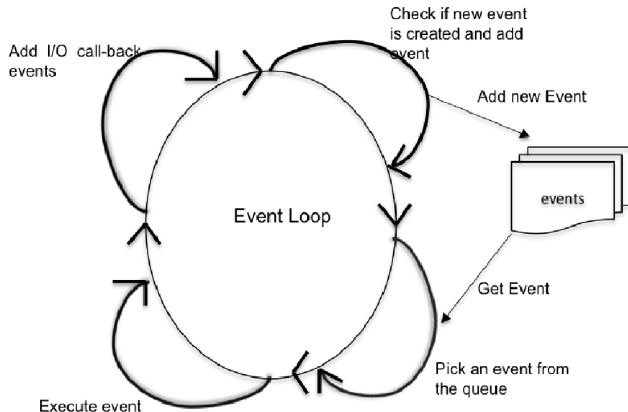 Check if new event
is created and add
event
Add I/O call-back
events
Add new Event
events
Event Loop
Get Event
Pick an event from
the queue
Execute event